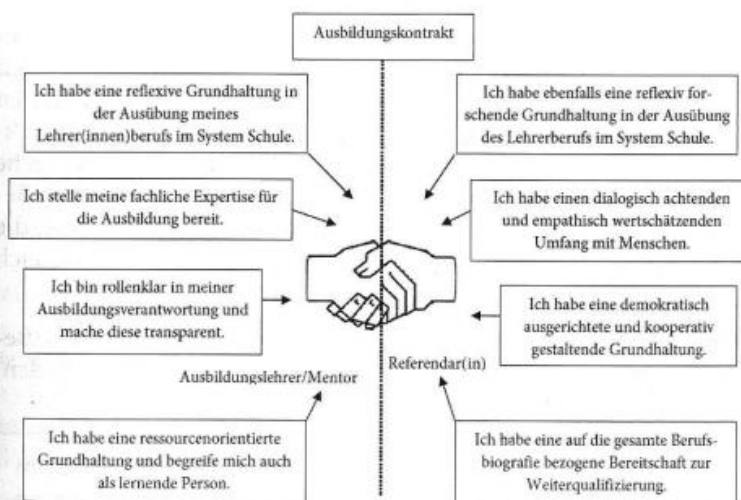 Ausbildungskontrakt
Ich habe eine reflexive Grundhaltung in
der Ausübung meines
Lehrer(innen)berufs im System Schule.
Ich habe ebenfalls eine reflexiv for-
schende Grundhaltung in der Ausübung
des Lehrerberufs im System Schule.
Ich stelle meine fachliche Expertise für
die Ausbildung bereit.
Ich habe einen dialogisch achtenden
und empathisch wertschätzenden
Umfang mit Menschen.
Ich bin rollenklar in meiner
Ausbildungsverantwortung und
mache diese transparent.
Ich habe eine demokratisch
ausgerichtete und kooperativ
gestaltende Grundhaltung.
Ausbildungslehrer/Mentor
Referendar(in)
Ich habe eine ressourcenorientierte
Grundhaltung und begreife mich auch
als lernende Person.
Ich habe eine auf die gesamte Berufs-
biografie bezogene Bereitschaft zur
Weiterqualifizierung.